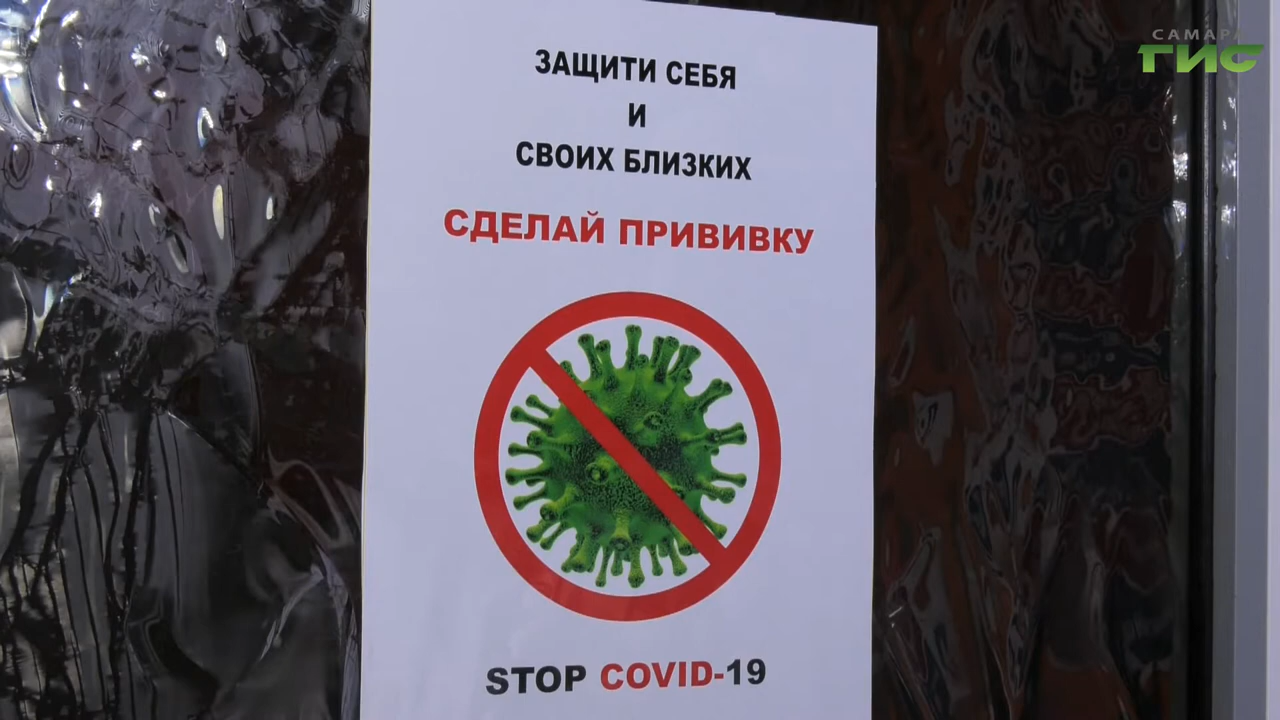 САМАРА
ГИС
ЗАЩИТИ СЕБЯ
И
СВОИХ БЛИЗКИХ
СДЕЛАЙ ПРИВИВКУ
STOP COVID-19